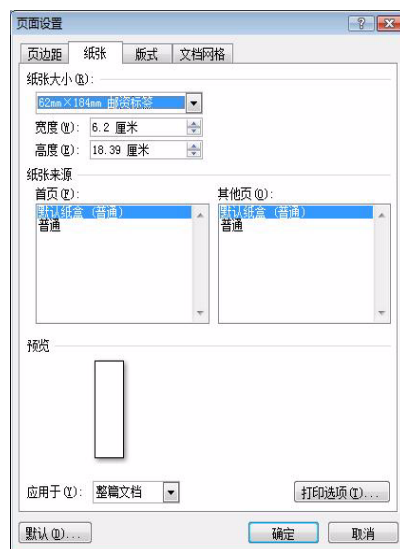 页面设置
页边距 纸张 版式 文档网格
纸张大小(R):
62mm×184mm 邮资标签
宽度(W): 6.2 厘米
高度(E): 18.39 厘米
纸张来源
首页(F): 其他页(O):
默认纸盒 (普通) 默认纸盒 (普通)
普通 普通
预览
应用于(Y): 整篇文档 打印选项(T)...
默认(D)... 确定 取消